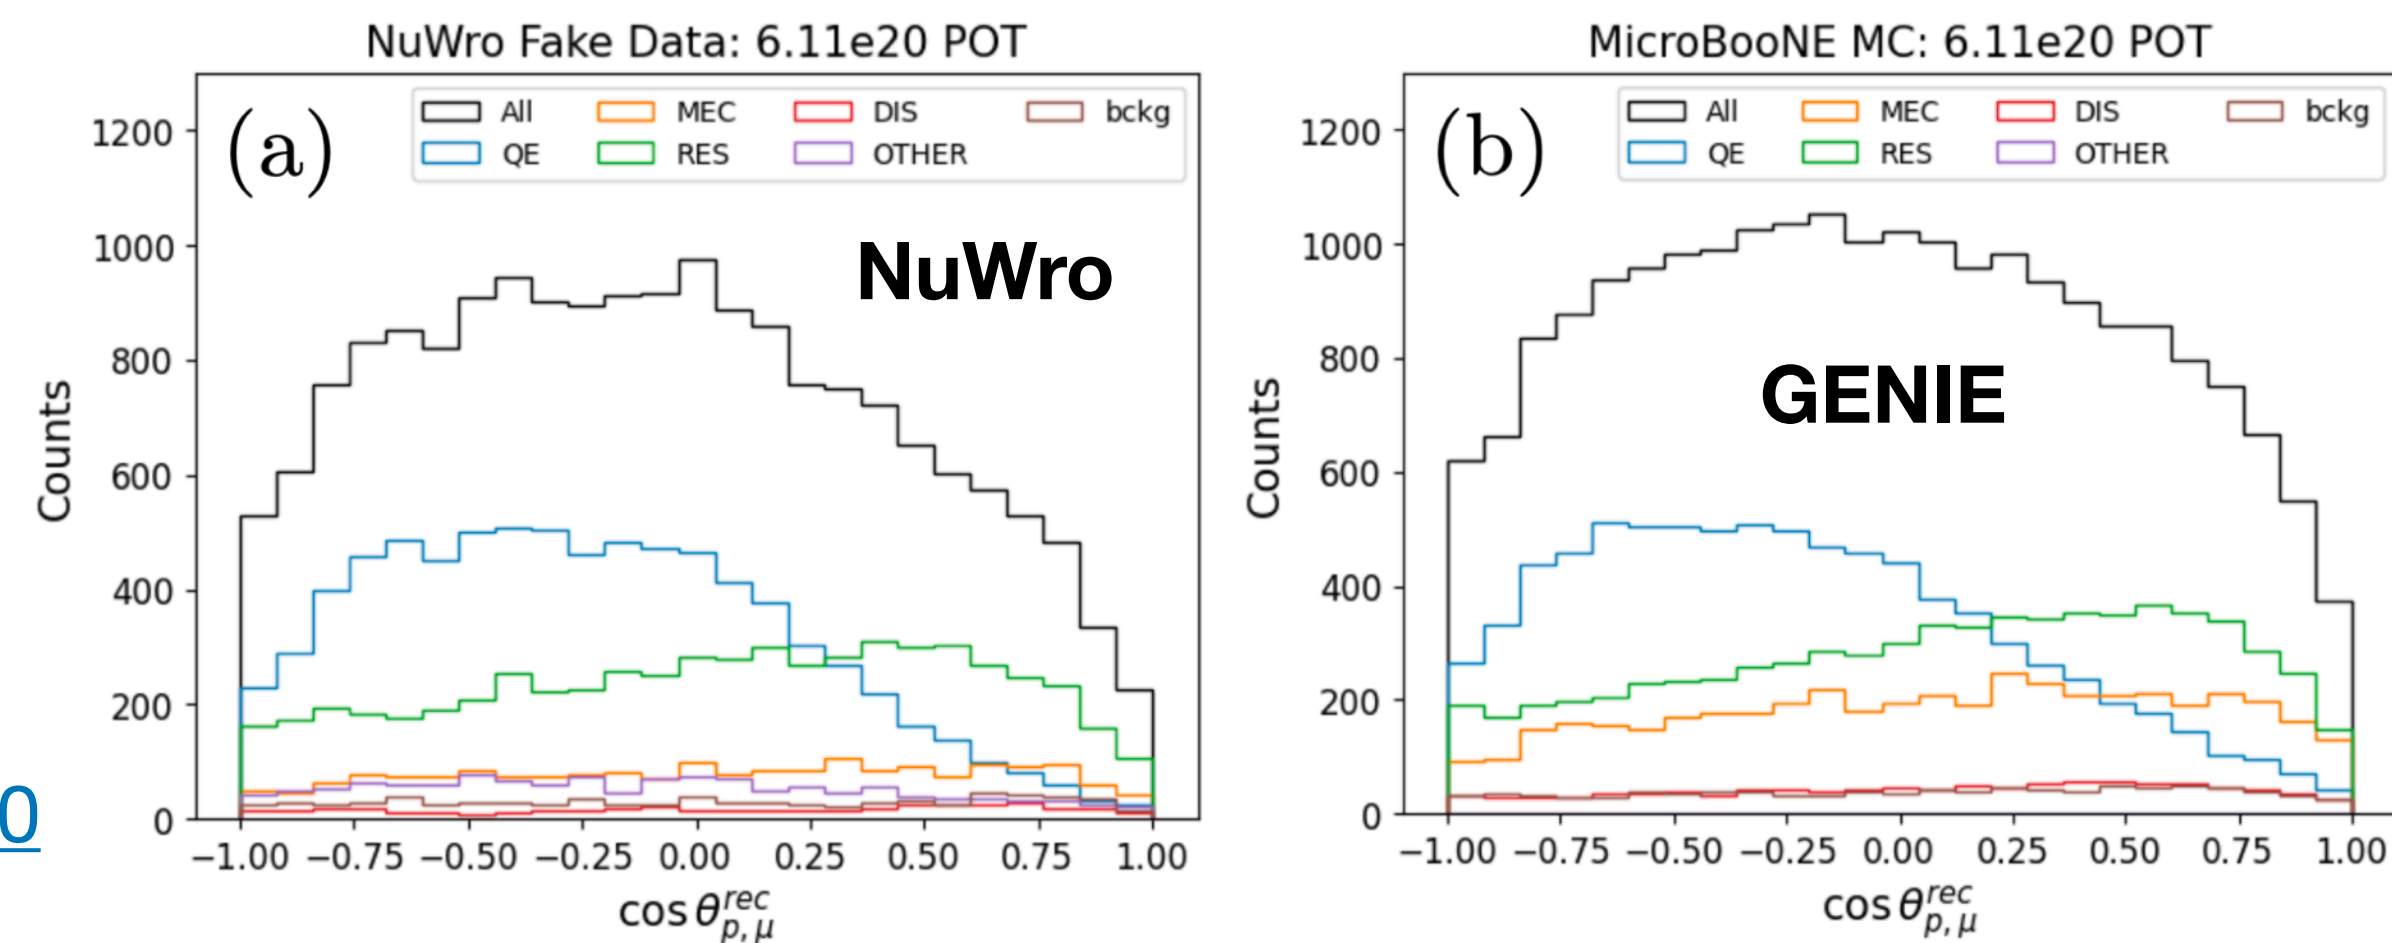 NuWro Fake Data: 6.11e20 POT
(a)
All MEC DIS bckg
QE RES OTHER
NuWro
Counts
1200
1000
800
600
400
200
0
−1.00 −0.75 −0.50 −0.25 0.00 0.25 0.50 0.75 1.00
cos θ^{rec}_{p, μ}
0
MicroBooNE MC: 6.11e20 POT
(b)
All MEC DIS bckg
QE RES OTHER
GENIE
Counts
1200
1000
800
600
400
200
0
−1.00 −0.75 −0.50 −0.25 0.00 0.25 0.50 0.75 1.00
cos θ^{rec}_{p, μ}